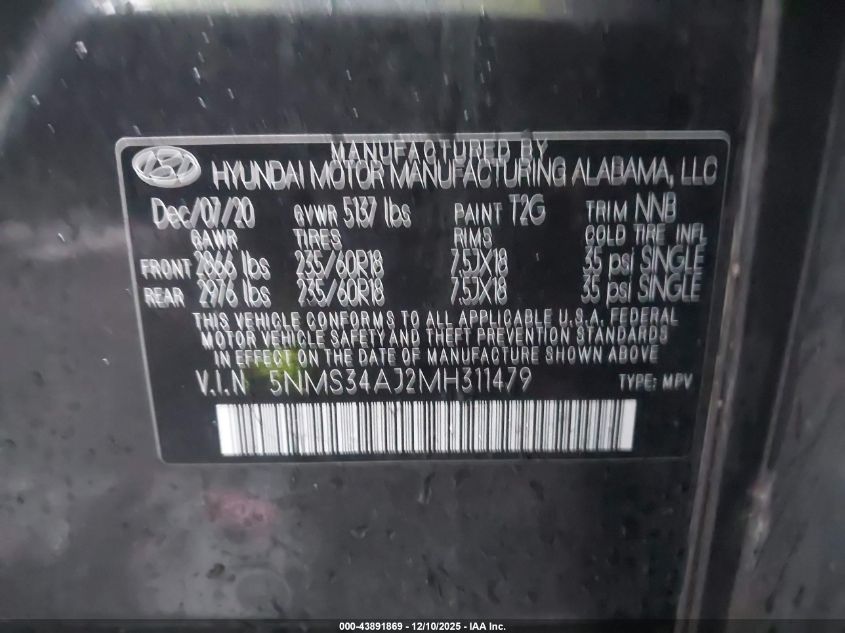 MANUFACTURED BY
HYUNDAI MOTOR MANUFACTURING ALABAMA, LLC
Dec/07/20 GVWR 5137 lbs PAINT T2G TRIM NNB
GAWR TIRES RIMS COLD TIRE INFL
FRONT 2866 lbs 235/60R18 7.5JX18 35 psi SINGLE
REAR 2976 lbs 235/60R18 7.5JX18 35 psi SINGLE
THIS VEHICLE CONFORMS TO ALL APPLICABLE U.S.A. FEDERAL
MOTOR VEHICLE SAFETY AND THEFT PREVENTION STANDARDS
IN EFFECT ON THE DATE OF MANUFACTURE SHOWN ABOVE
V.I.N 5NMS34AJ2MH311479 TYPE: MPV
000-43891869 - 12/10/2025 - IAA Inc.